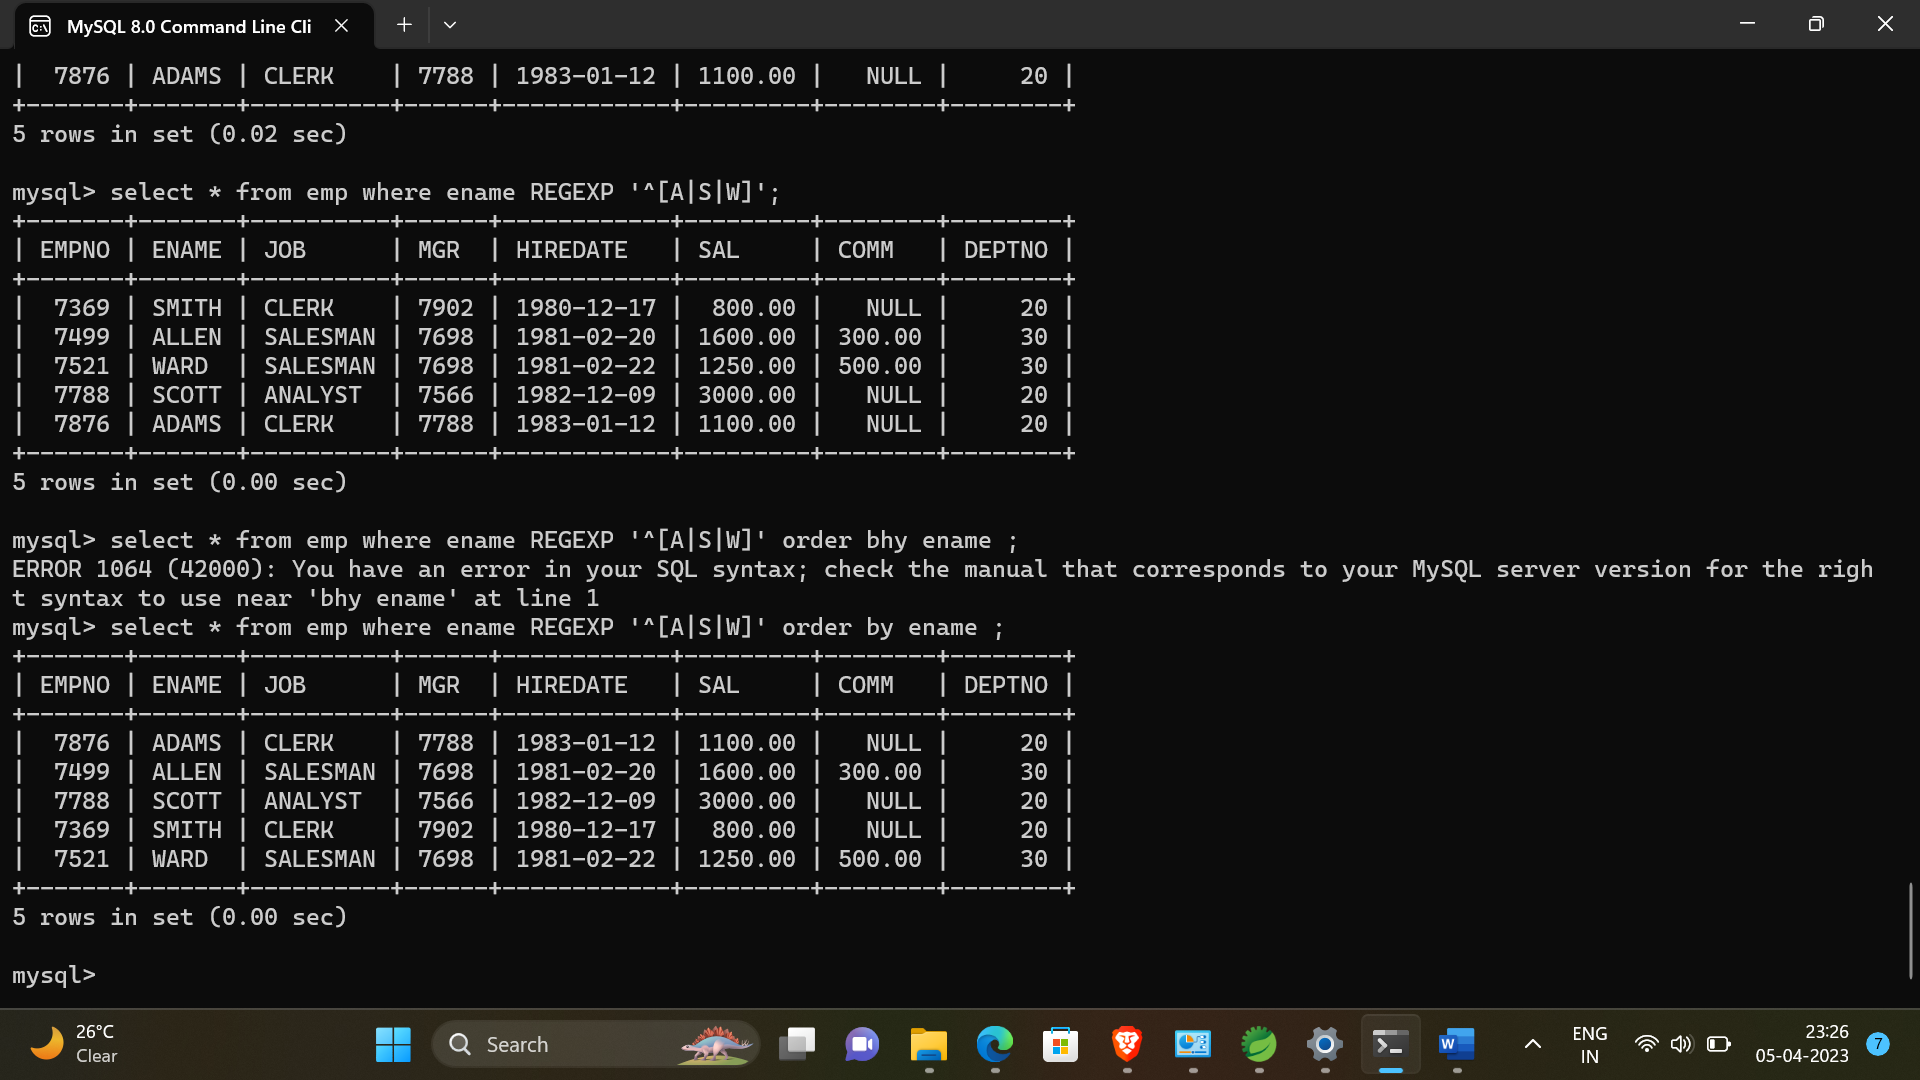 MySQL 8.0 Command Line Cli
|  7876 | ADAMS | CLERK    | 7788 | 1983-01-12 | 1100.00 |   NULL |     20 |
+-------+-------+----------+------+------------+---------+--------+--------+
5 rows in set (0.02 sec)
mysql> select * from emp where ename REGEXP '^[A|S|W]';
+-------+-------+----------+------+------------+---------+--------+--------+
| EMPNO | ENAME | JOB      | MGR  | HIREDATE   | SAL     | COMM   | DEPTNO |
+-------+-------+----------+------+------------+---------+--------+--------+
|  7369 | SMITH | CLERK    | 7902 | 1980-12-17 |  800.00 |   NULL |     20 |
|  7499 | ALLEN | SALESMAN | 7698 | 1981-02-20 | 1600.00 | 300.00 |     30 |
|  7521 | WARD  | SALESMAN | 7698 | 1981-02-22 | 1250.00 | 500.00 |     30 |
|  7788 | SCOTT | ANALYST  | 7566 | 1982-12-09 | 3000.00 |   NULL |     20 |
|  7876 | ADAMS | CLERK    | 7788 | 1983-01-12 | 1100.00 |   NULL |     20 |
+-------+-------+----------+------+------------+---------+--------+--------+
5 rows in set (0.00 sec)
mysql> select * from emp where ename REGEXP '^[A|S|W]' order bhy ename ;
ERROR 1064 (42000): You have an error in your SQL syntax; check the manual that corresponds to your MySQL server version for the righ
t syntax to use near 'bhy ename' at line 1
mysql> select * from emp where ename REGEXP '^[A|S|W]' order by ename ;
+-------+-------+----------+------+------------+---------+--------+--------+
| EMPNO | ENAME | JOB      | MGR  | HIREDATE   | SAL     | COMM   | DEPTNO |
+-------+-------+----------+------+------------+---------+--------+--------+
|  7876 | ADAMS | CLERK    | 7788 | 1983-01-12 | 1100.00 |   NULL |     20 |
|  7499 | ALLEN | SALESMAN | 7698 | 1981-02-20 | 1600.00 | 300.00 |     30 |
|  7788 | SCOTT | ANALYST  | 7566 | 1982-12-09 | 3000.00 |   NULL |     20 |
|  7369 | SMITH | CLERK    | 7902 | 1980-12-17 |  800.00 |   NULL |     20 |
|  7521 | WARD  | SALESMAN | 7698 | 1981-02-22 | 1250.00 | 500.00 |     30 |
+-------+-------+----------+------+------------+---------+--------+--------+
5 rows in set (0.00 sec)
mysql>
26°C
Clear
Search
W
ENG
IN
23:26
05-04-2023
7